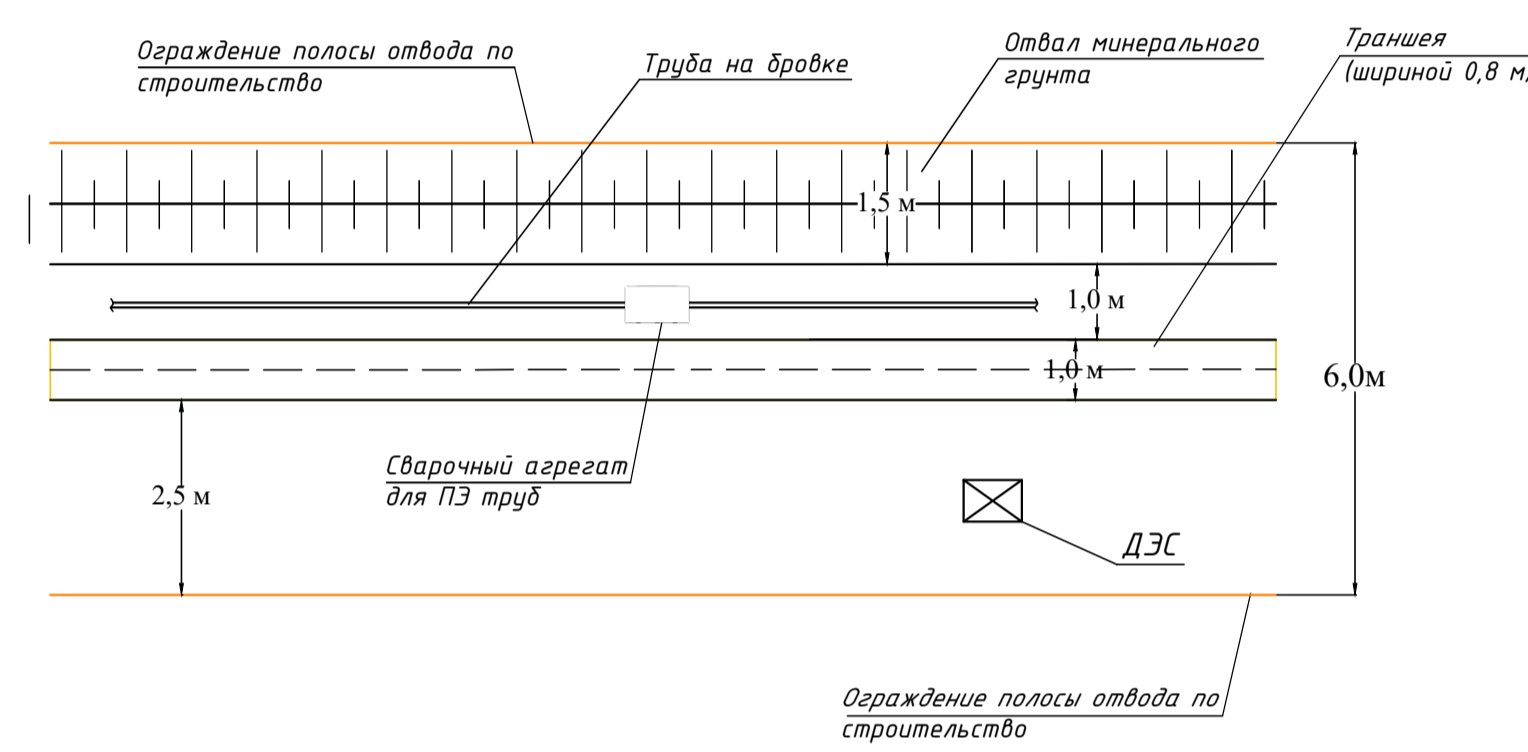 Ограждение полосы отвода по
строительство
Труба на бровке
Отвал минерального
грунта
Траншея
(шириной 0,8 м)
1,5 м
1,0 м
1,0 м
6,0м
Сварочный агрегат
для ПЭ труб
2,5 м
ДЭС
Ограждение полосы отвода по
строительство